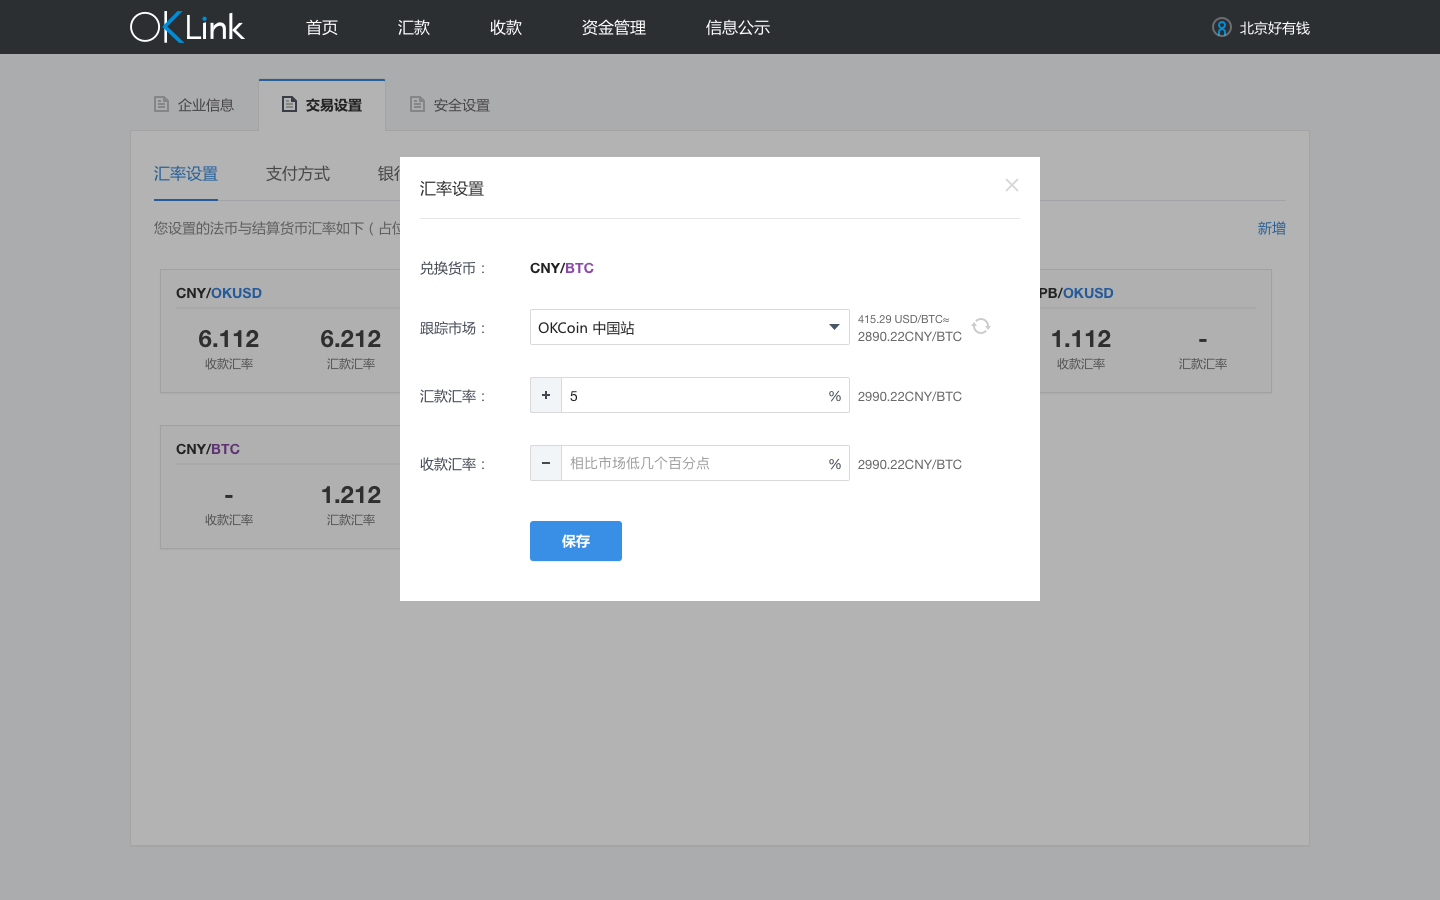 OKLink 首页 汇款 收款 资金管理 信息公示 北京好有钱
企业信息 交易设置 安全设置
汇率设置 支付方式
您设置的法币与结算货币汇率如下（占位 新增
CNY/OKUSD
6.112 6.212
收款汇率 汇款汇率
PB/OKUSD
1.112 -
收款汇率 汇款汇率
CNY/BTC
- 1.212
收款汇率 汇款汇率
汇率设置
兑换货币： CNY/BTC
跟踪市场： OKCoin 中国站 415.29 USD/BTC≈
2890.22CNY/BTC
汇款汇率： + 5 % 2990.22CNY/BTC
收款汇率： − 相比市场低几个百分点 % 2990.22CNY/BTC
保存